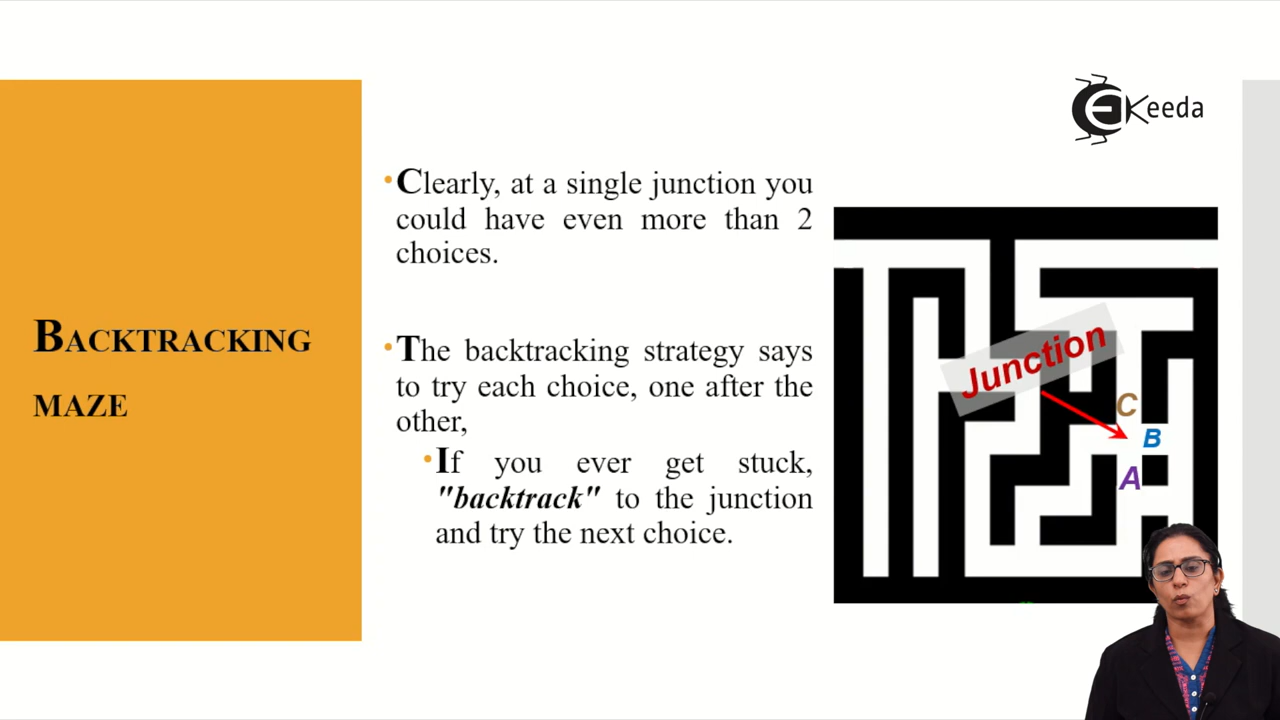 Keeda
•Clearly, at a single junction you
could have even more than 2
choices.
BACKTRACKING
MAZE
•The backtracking strategy says
to try each choice, one after the
other,
•If you ever get stuck,
"backtrack" to the junction
and try the next choice.
Junction
C
B
A